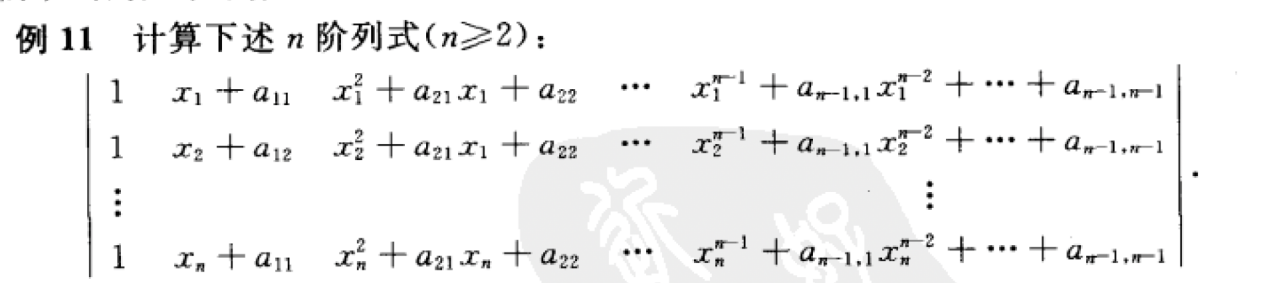 例 11 计算下述 n 阶列式(n⩾2):
| 1 x₁ + a₁₁ x₁² + a₂₁x₁ + a₂₂ ⋯ x₁ⁿ⁻¹ + aₙ₋₁,₁x₁ⁿ⁻² + ⋯ + aₙ₋₁,ₙ₋₁ |
| 1 x₂ + a₁₂ x₂² + a₂₁x₁ + a₂₂ ⋯ x₂ⁿ⁻¹ + aₙ₋₁,₁x₂ⁿ⁻² + ⋯ + aₙ₋₁,ₙ₋₁ |
| ⋮ ⋮ | .
| 1 xₙ + a₁₁ xₙ² + a₂₁xₙ + a₂₂ ⋯ xₙⁿ⁻¹ + aₙ₋₁,₁xₙⁿ⁻² + ⋯ + aₙ₋₁,ₙ₋₁ |